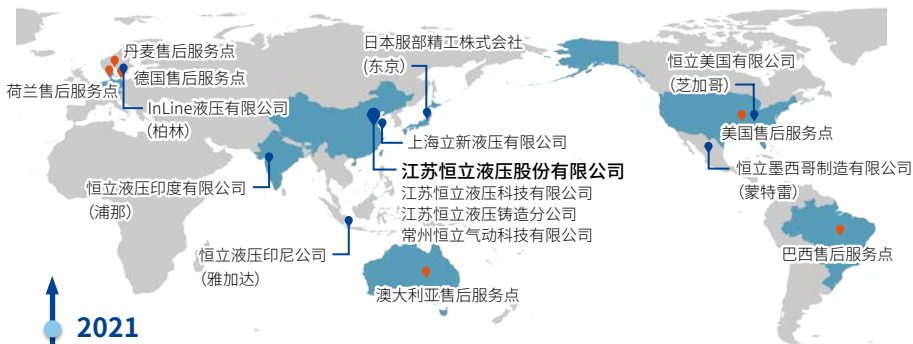 丹麦售后服务点
德国售后服务点
荷兰售后服务点
InLine液压有限公司
(柏林)
日本服部精工株式会社
(东京)
恒立美国有限公司
(芝加哥)
美国售后服务点
上海立新液压有限公司
江苏恒立液压股份有限公司
江苏恒立液压科技有限公司
江苏恒立液压铸造分公司
常州恒立气动科技有限公司
恒立墨西哥制造有限公司
(蒙特雷)
恒立液压印度有限公司
(浦那)
恒立液压印尼公司
(雅加达)
巴西售后服务点
澳大利亚售后服务点
2021